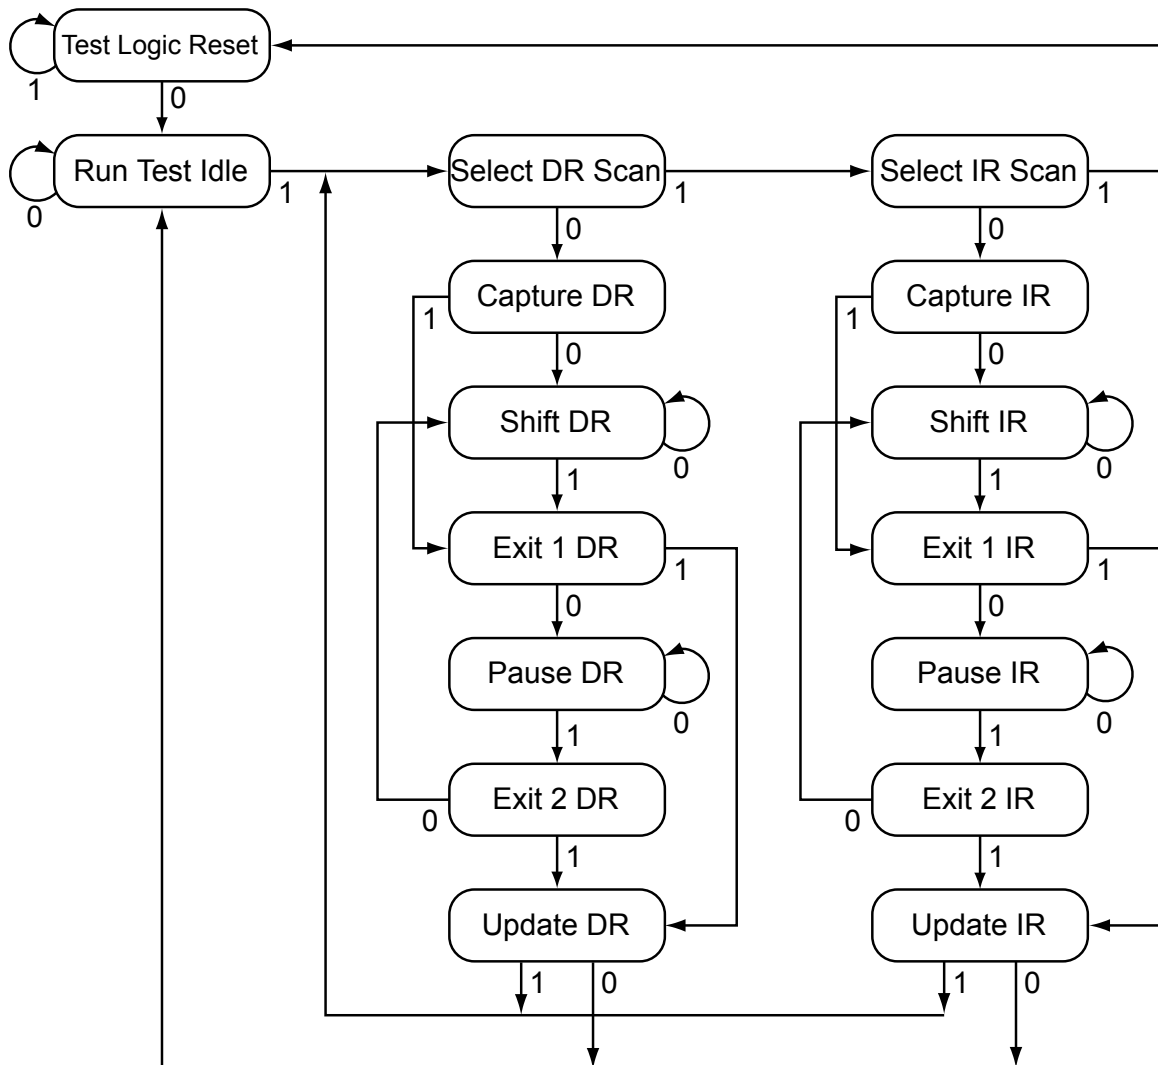 Test Logic Reset
1
0
Run Test Idle
0
1
Select DR Scan
1
0
Select IR Scan
1
0
Capture DR
1
0
Capture IR
1
0
Shift DR
0
1
Shift IR
0
1
Exit 1 DR
1
0
Exit 1 IR
1
0
Pause DR
0
1
Pause IR
0
1
Exit 2 DR
0
1
Exit 2 IR
0
1
Update DR
1
0
Update IR
1
0